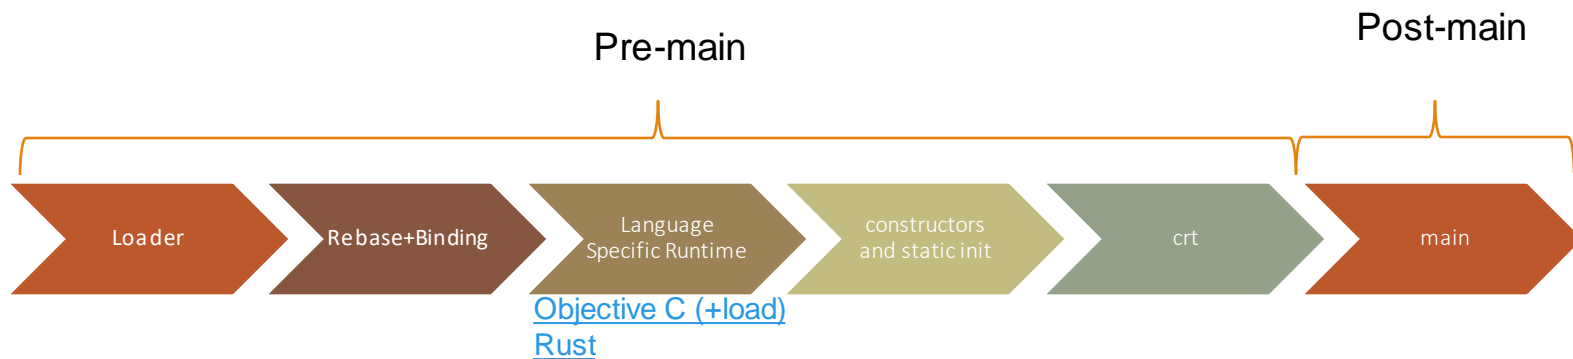 Pre-main
Post-main
Loader
Rebase+Binding
Language
Specific Runtime
constructors
and static init
crt
main
Objective C (+load)
Rust